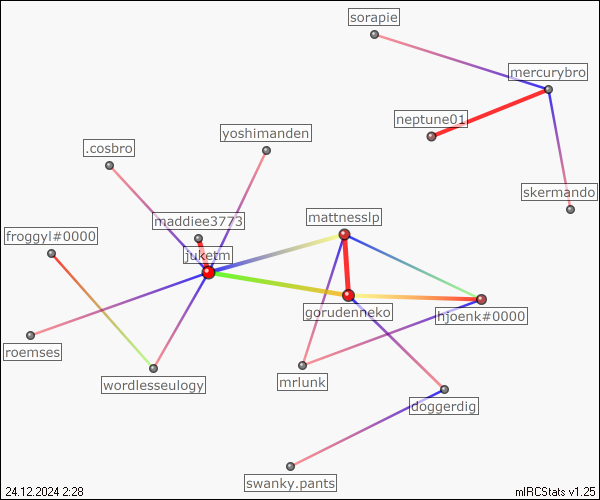 sorapie
mercurybro
neptune01
yoshimanden
.cosbro
skermando
maddiee3773
mattnesslp
froggyl#0000
juketm
gorudenneko
hjoenk#0000
roemses
wordlesseulogy
mrlunk
doggerdig
swanky.pants
24.12.2024 2:28
mIRCStats v1.25